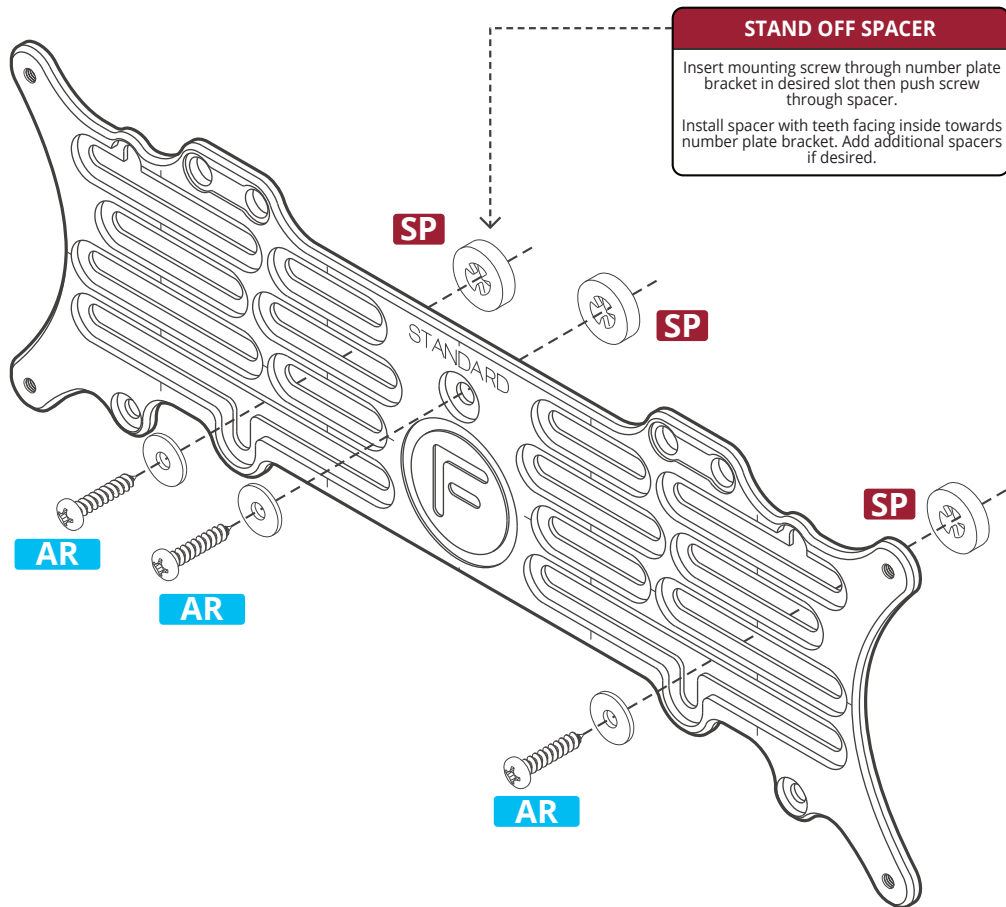 STAND OFF SPACER
Insert mounting screw through number plate
bracket in desired slot then push screw
through spacer.
Install spacer with teeth facing inside towards
number plate bracket. Add additional spacers
if desired.
SP
SP
STANDARD
F
SP
AR
AR
AR